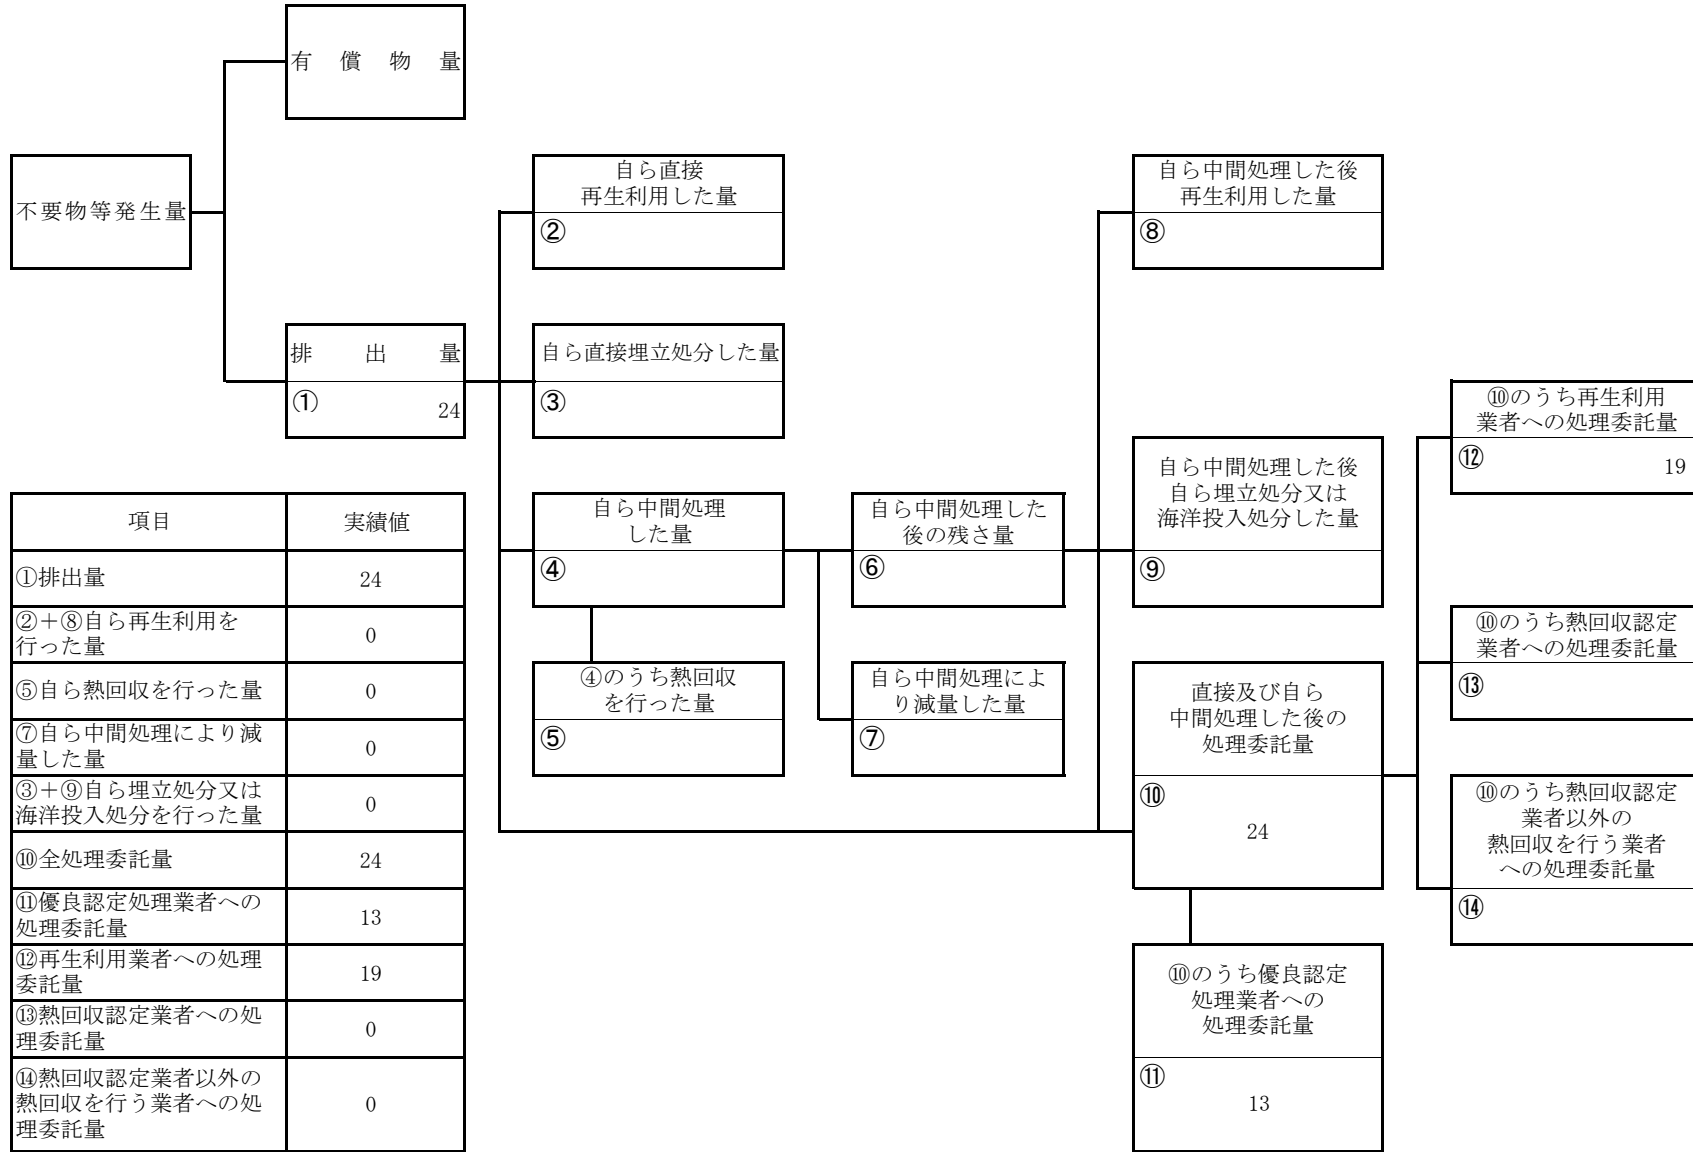 有償物量
不要物等発生量
自ら直接
再生利用した量
②
自ら中間処理した後
再生利用した量
⑧
排出量
①
24
自ら直接埋立処分した量
③
⑩のうち再生利用
業者への処理委託量
⑫
19
自ら中間処理
した量
④
自ら中間処理した
後の残さ量
⑥
自ら中間処理した後
自ら埋立処分又は
海洋投入処分した量
⑨
⑩のうち熱回収認定
業者への処理委託量
⑬
④のうち熱回収
を行った量
⑤
自ら中間処理によ
り減量した量
⑦
直接及び自ら
中間処理した後の
処理委託量
⑩
24
⑩のうち熱回収認定
業者以外の
熱回収を行う業者
への処理委託量
⑭
⑩のうち優良認定
処理業者への
処理委託量
⑪
13
項目 実績値
①排出量 24
②+⑧自ら再生利用を
行った量 0
⑤自ら熱回収を行った量 0
⑦自ら中間処理により減
量した量 0
③+⑨自ら埋立処分又は
海洋投入処分を行った量 0
⑩全処理委託量 24
⑪優良認定処理業者への
処理委託量 13
⑫再生利用業者への処理
委託量 19
⑬熱回収認定業者への処
理委託量 0
⑭熱回収認定業者以外の
熱回収を行う業者への処
理委託量 0